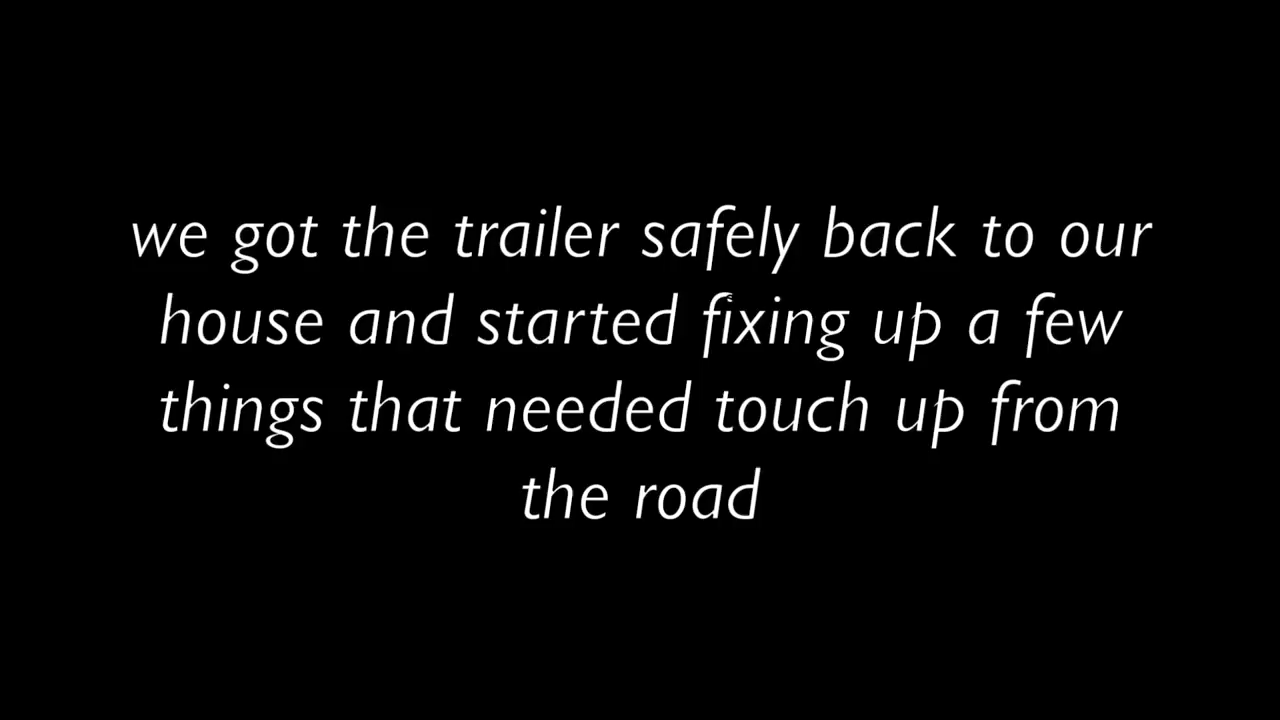 we got the trailer safely back to our
house and started fixing up a few
things that needed touch up from
the road